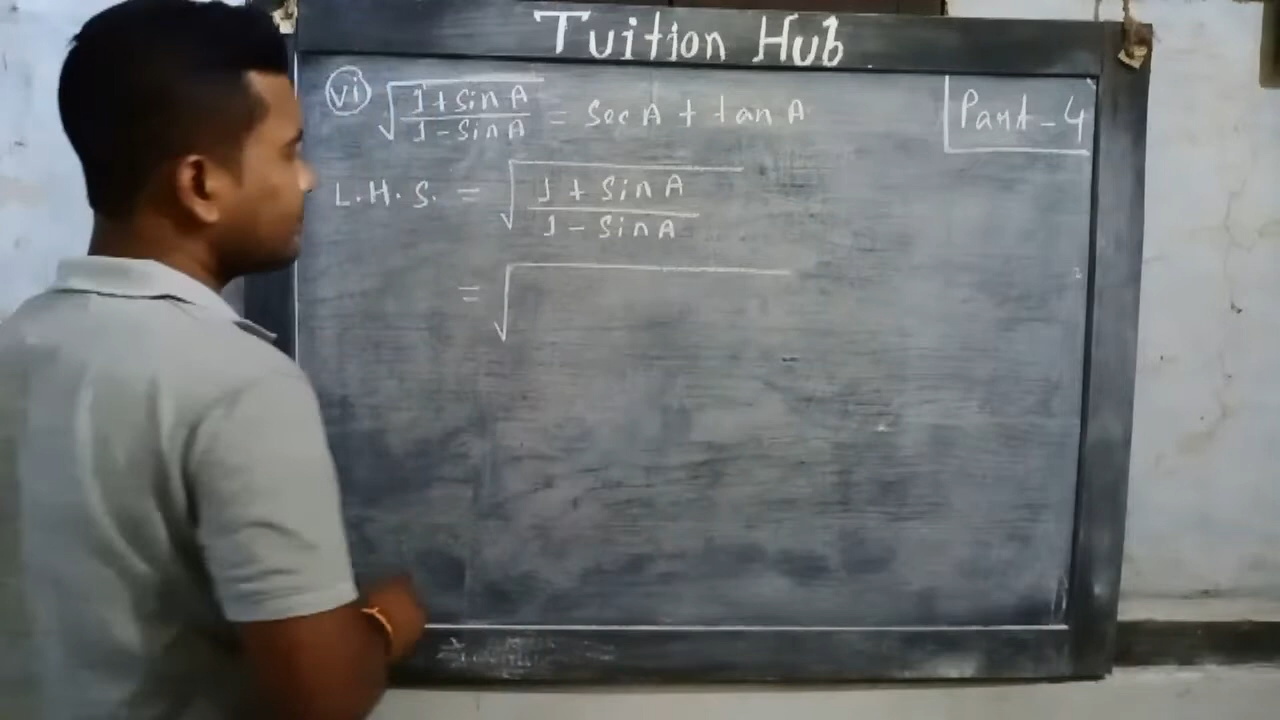 Tuition Hub
(vi) √((1 + Sin A)/(1 - Sin A)) = Sec A + tan A
Part - 4
L.H.S. = √((1 + Sin A)/(1 - Sin A))
= √